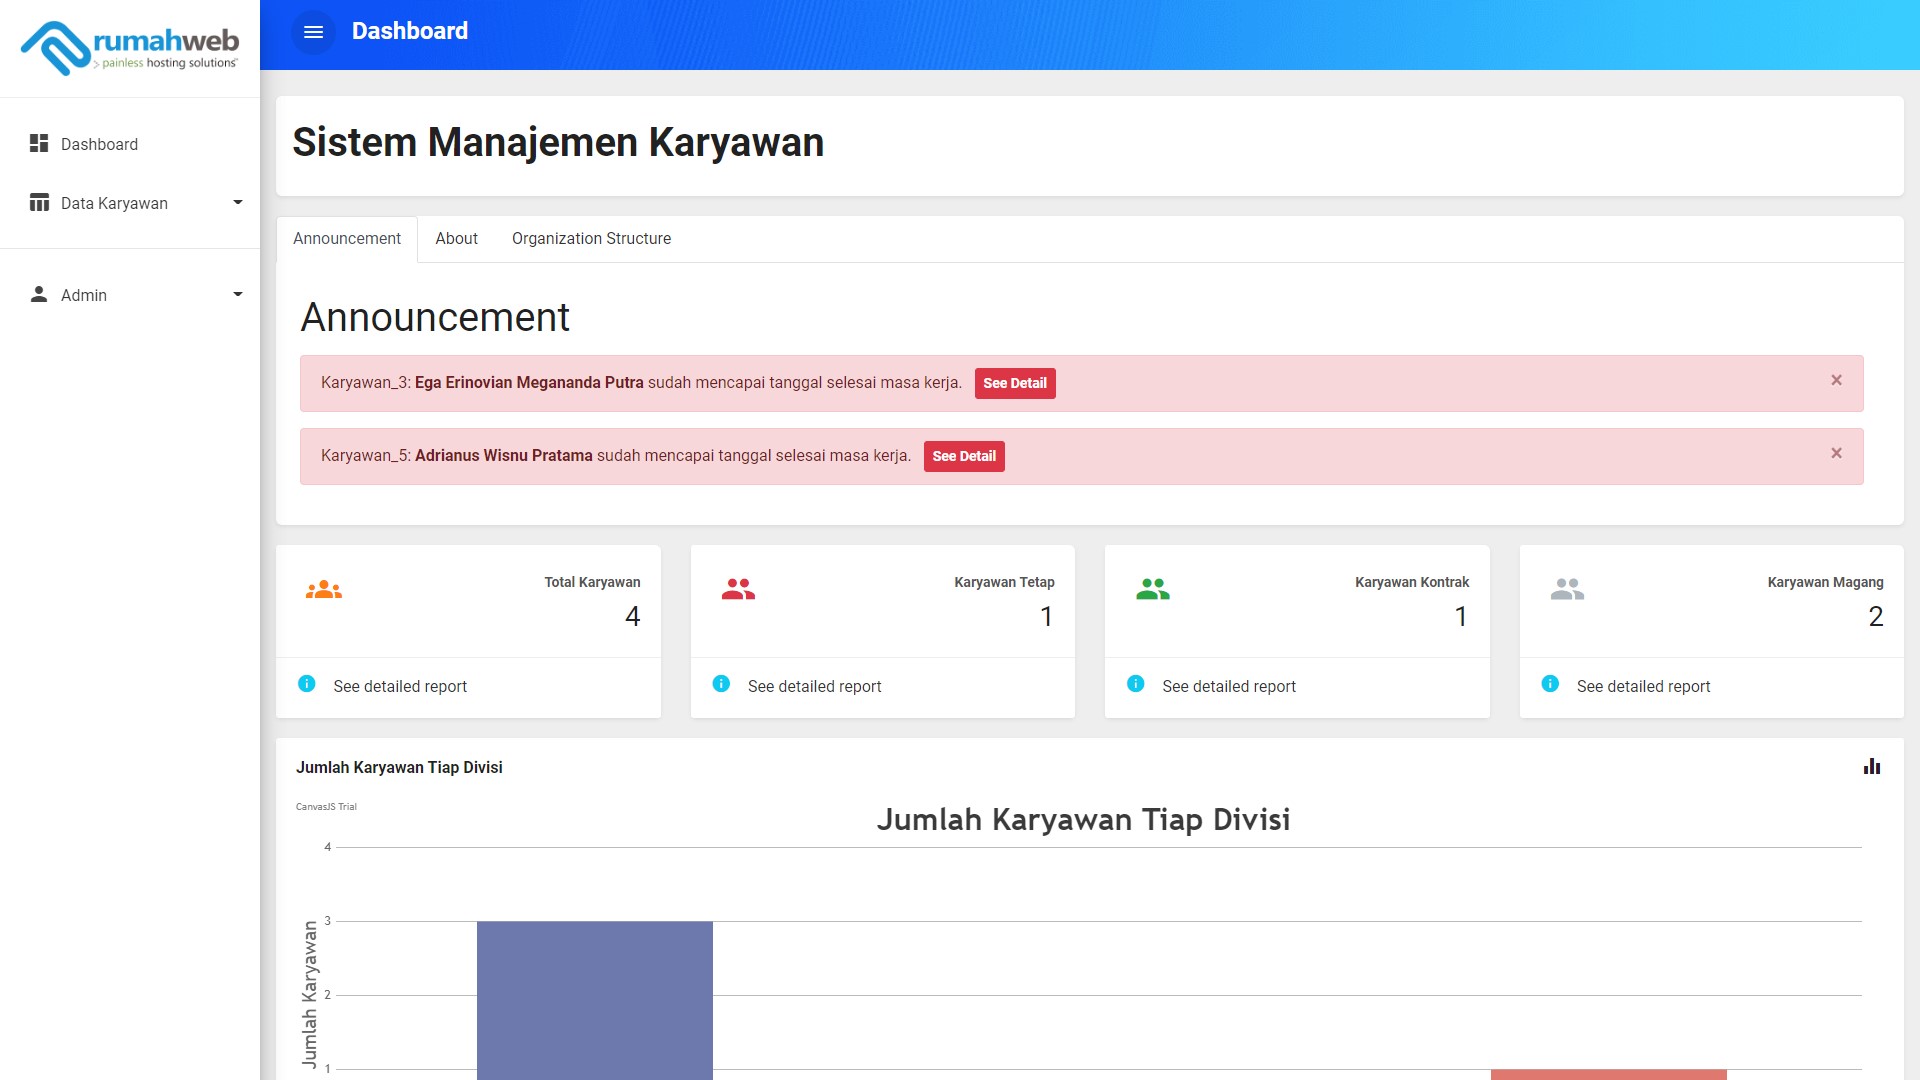 rumahweb
> painless hosting solutions
Dashboard
Dashboard
Data Karyawan
Admin
Sistem Manajemen Karyawan
Announcement About Organization Structure
Announcement
Karyawan_3: Ega Erinovian Megananda Putra sudah mencapai tanggal selesai masa kerja. See Detail ×
Karyawan_5: Adrianus Wisnu Pratama sudah mencapai tanggal selesai masa kerja. See Detail ×
Total Karyawan
4
See detailed report
Karyawan Tetap
1
See detailed report
Karyawan Kontrak
1
See detailed report
Karyawan Magang
2
See detailed report
Jumlah Karyawan Tiap Divisi
CanvasJS Trial
Jumlah Karyawan Tiap Divisi
Jumlah Karyawan
4
3
2
1